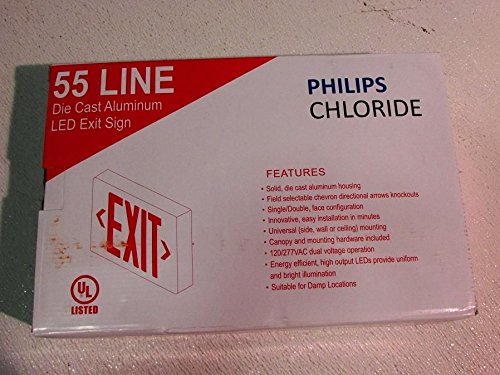 55 LINE
Die Cast Aluminum
LED Exit Sign
PHILIPS
CHLORIDE
FEATURES
• Solid, die cast aluminum housing
• Field selectable chevron directional arrows knockouts
• Single/Double, face configuration
• Innovative, easy installation in minutes
• Universal (side, wall or ceiling) mounting
• Canopy and mounting hardware included
• 120/277VAC dual voltage operation
• Energy efficient, high output LEDs provide uniform
and bright illumination
• Suitable for Damp Locations
EXIT
UL
LISTED